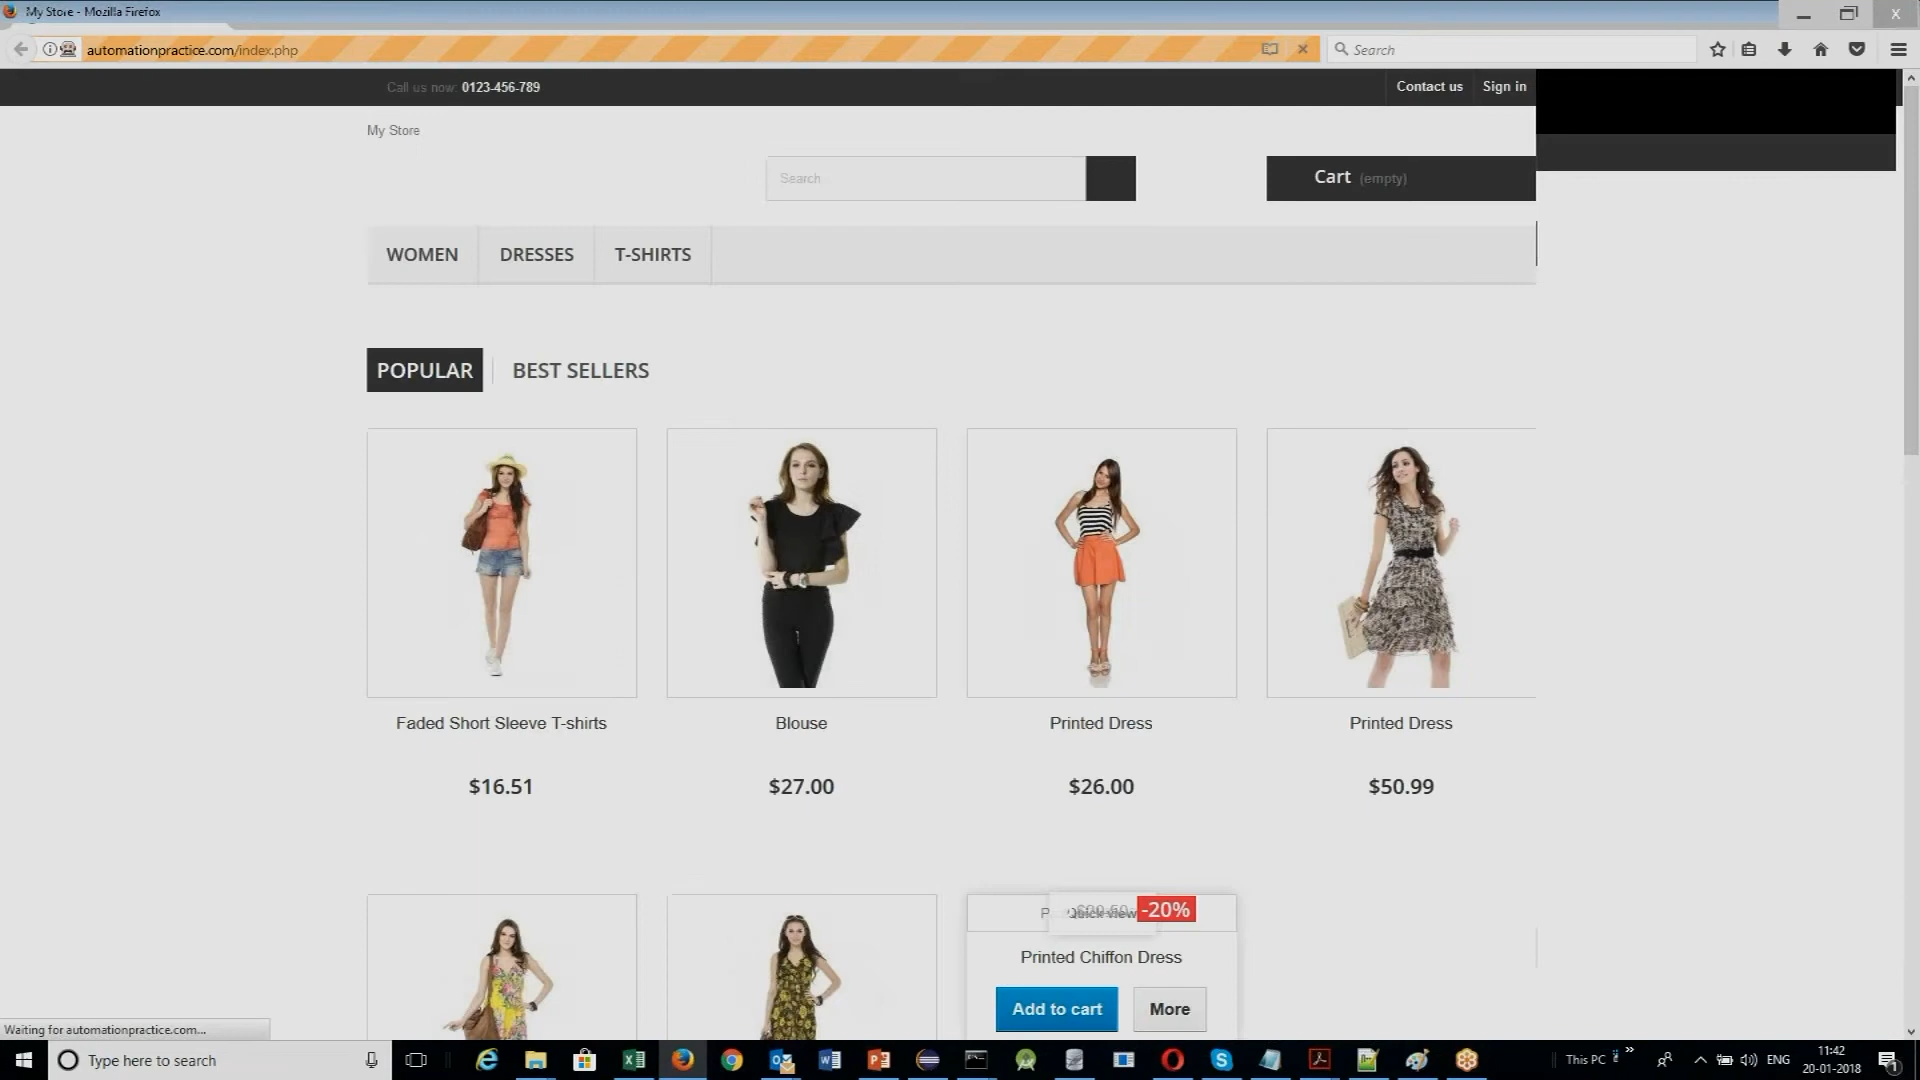 My Store - Mozilla Firefox
automationpractice.com/index.php
Search
Call us now: 0123-456-789
Contact us
Sign in
My Store
Search
Cart (empty)
WOMEN
DRESSES
T-SHIRTS
POPULAR
BEST SELLERS
Faded Short Sleeve T-shirts
Blouse
Printed Dress
Printed Dress
$16.51
$27.00
$26.00
$50.99
Quick view
-20%
Printed Chiffon Dress
Add to cart
More
Waiting for automationpractice.com...
Type here to search
This PC
ENG
11:42
20-01-2018